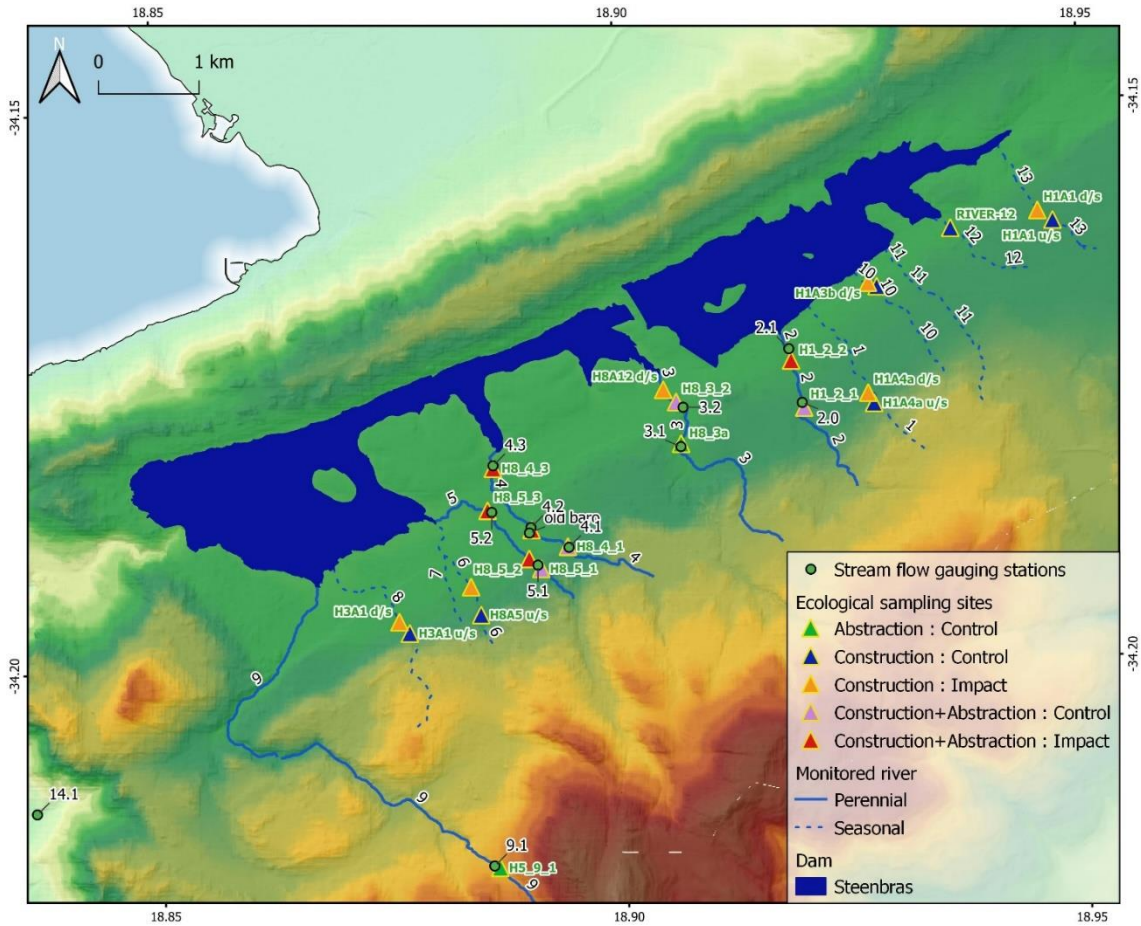 18.85
18.90
18.95
N
0
1 km
-34.15
-34.15
13
H1A1 d/s
RIVER-12
H1A1 u/s
13
12
12
11
11
10
10
H1A3b d/s
11
10
2.1
2
H1_2_2
1
3
H8A12 d/s
H8_3_2
3.2
2
H1A4a d/s
H1_2_1
H1A4a u/s
2.0
1
2
3.1
3
H8_3a
3
4.3
H8_4_3
4
5
H8_5_3
4.2
old barn
4.1
5.2
H8_4_1
4
6
7
H8_5_2
H8_5_1
5.1
8
H3A1 d/s
H8A5 u/s
H3A1 u/s
6
9
-34.20
-34.20
14.1
9
9.1
H5_9_1
9
Stream flow gauging stations
Ecological sampling sites
Abstraction : Control
Construction : Control
Construction : Impact
Construction+Abstraction : Control
Construction+Abstraction : Impact
Monitored river
Perennial
Seasonal
Dam
Steenbras
18.85
18.90
18.95